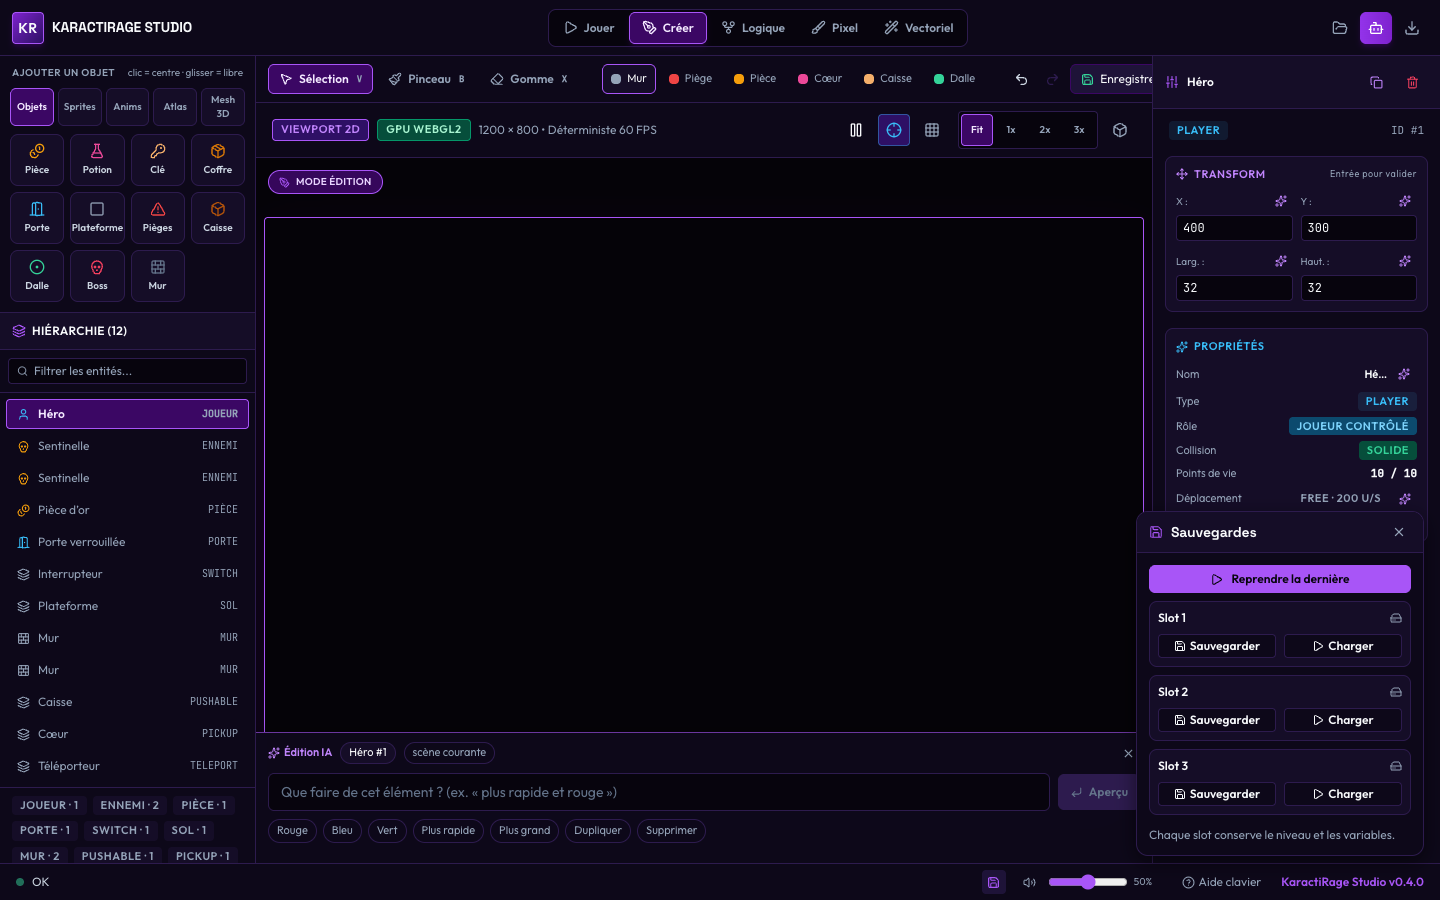 KR KARACTIRAGE STUDIO
Jouer
Créer
Logique
Pixel
Vectoriel
AJOUTER UN OBJET
clic = centre · glisser = libre
Objets
Sprites
Anims
Atlas
Mesh 3D
Pièce
Potion
Clé
Coffre
Porte
Plateforme
Pièges
Caisse
Dalle
Boss
Mur
HIÉRARCHIE (12)
Filtrer les entités...
Héro JOUEUR
Sentinelle ENNEMI
Sentinelle ENNEMI
Pièce d'or PIÈCE
Porte verrouillée PORTE
Interrupteur SWITCH
Plateforme SOL
Mur MUR
Mur MUR
Caisse PUSHABLE
Cœur PICKUP
Téléporteur TELEPORT
JOUEUR · 1 ENNEMI · 2 PIÈCE · 1
PORTE · 1 SWITCH · 1 SOL · 1
MUR · 2 PUSHABLE · 1 PICKUP · 1
Sélection V
Pinceau B
Gomme X
Mur
Piège
Pièce
Cœur
Caisse
Dalle
Enregistre
VIEWPORT 2D
GPU WEBGL2
1200 × 800 • Déterministe 60 FPS
Fit
1x
2x
3x
MODE ÉDITION
Édition IA
Héro #1
scène courante
Que faire de cet élément ? (ex. « plus rapide et rouge »)
Aperçu
Rouge
Bleu
Vert
Plus rapide
Plus grand
Dupliquer
Supprimer
Héro
PLAYER ID #1
TRANSFORM Entrée pour valider
X : Y :
400 300
Larg. : Haut. :
32 32
PROPRIÉTÉS
Nom Hé...
Type PLAYER
Rôle JOUEUR CONTRÔLÉ
Collision SOLIDE
Points de vie 10 / 10
Déplacement FREE · 200 U/S
Sauvegardes
Reprendre la dernière
Slot 1
Sauvegarder Charger
Slot 2
Sauvegarder Charger
Slot 3
Sauvegarder Charger
Chaque slot conserve le niveau et les variables.
OK
50%
Aide clavier
KaractiRage Studio v0.4.0